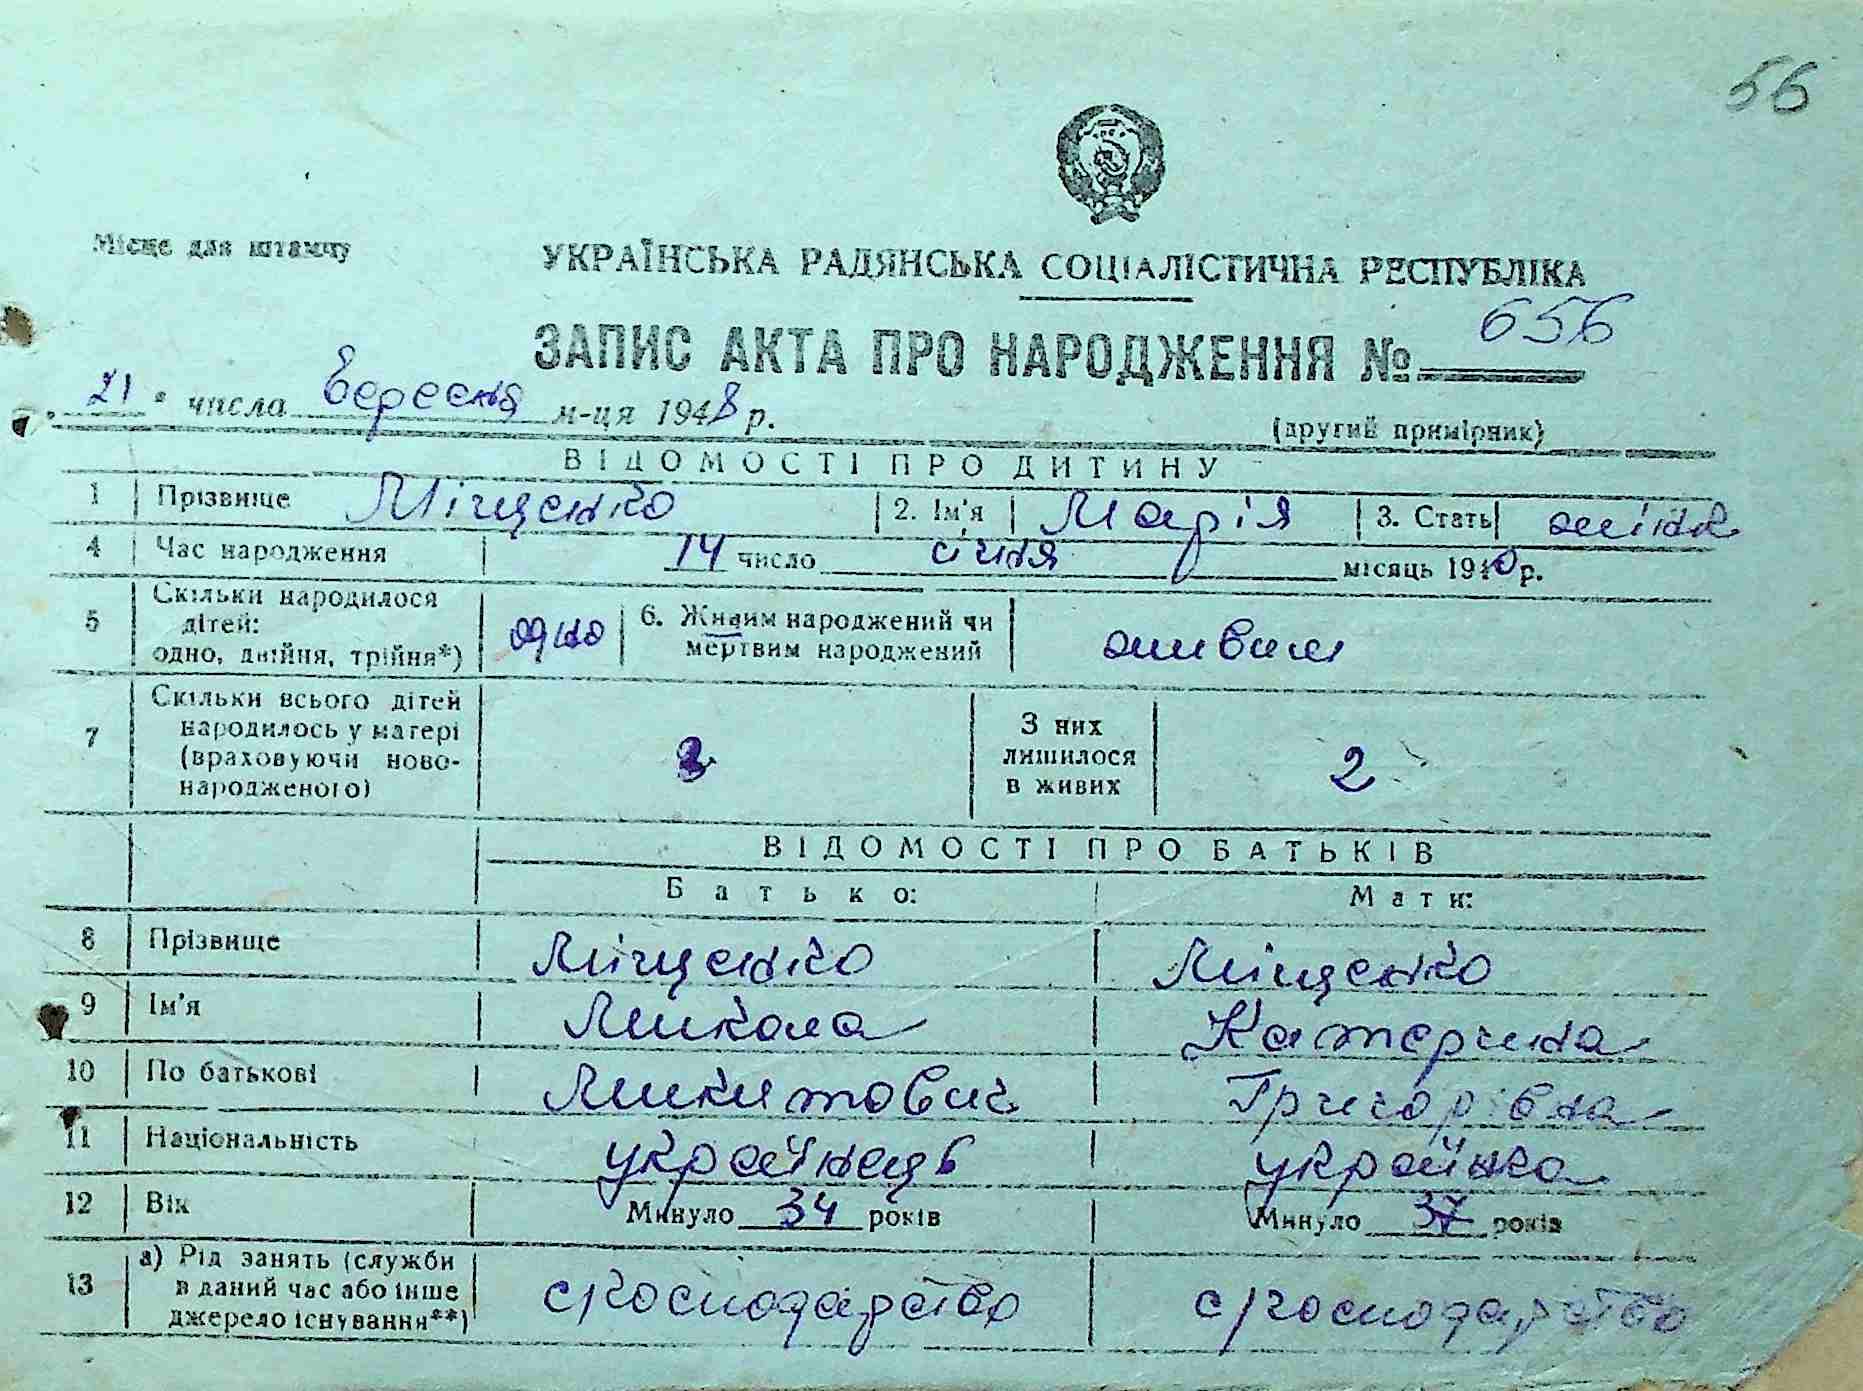 56
Місце для штампу
УКРАЇНСЬКА РАДЯНСЬКА СОЦІАЛІСТИЧНА РЕСПУБЛІКА
ЗАПИС АКТА ПРО НАРОДЖЕННЯ № 656
21 числа вересня м-ця 1948 р.
(другий примірник)
ВІДОМОСТІ ПРО ДИТИНУ
1 Прізвище Міщенко 2. Ім'я Марія 3. Стать жіноа
4 Час народження 14 число січня місяць 1940 р.
5 Скільки народилося дітей: одно, двійня, трійня*) одно 6. Живим народжений чи мертвим народжений живим
7 Скільки всього дітей народилось у матері (враховуючи новонародженого) З них лишилося в живих 2
ВІДОМОСТІ ПРО БАТЬКІВ
Батько: Мати:
8 Прізвище Міщенко Міщенко
9 Ім'я Микола Катерина
10 По батькові Микитович Григорівна
11 Національність українець українка
12 Вік Минуло 34 років Минуло 37 років
13 а) Рід занять (служби в даний час або інше джерело існування**) с/господарство с/господарство